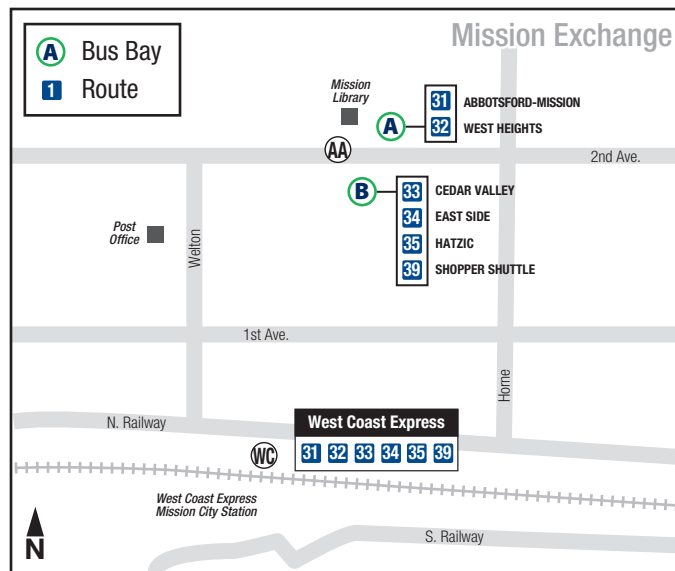 Mission Exchange
A Bus Bay
1 Route
Mission
Library
A
31 ABBOTSFORD-MISSION
32 WEST HEIGHTS
AA
2nd Ave.
B
33 CEDAR VALLEY
34 EAST SIDE
35 HATZIC
39 SHOPPER SHUTTLE
Post
Office
Welton
1st Ave.
Horne
N. Railway
West Coast Express
31 32 33 34 35 39
WC
West Coast Express
Mission City Station
S. Railway
N